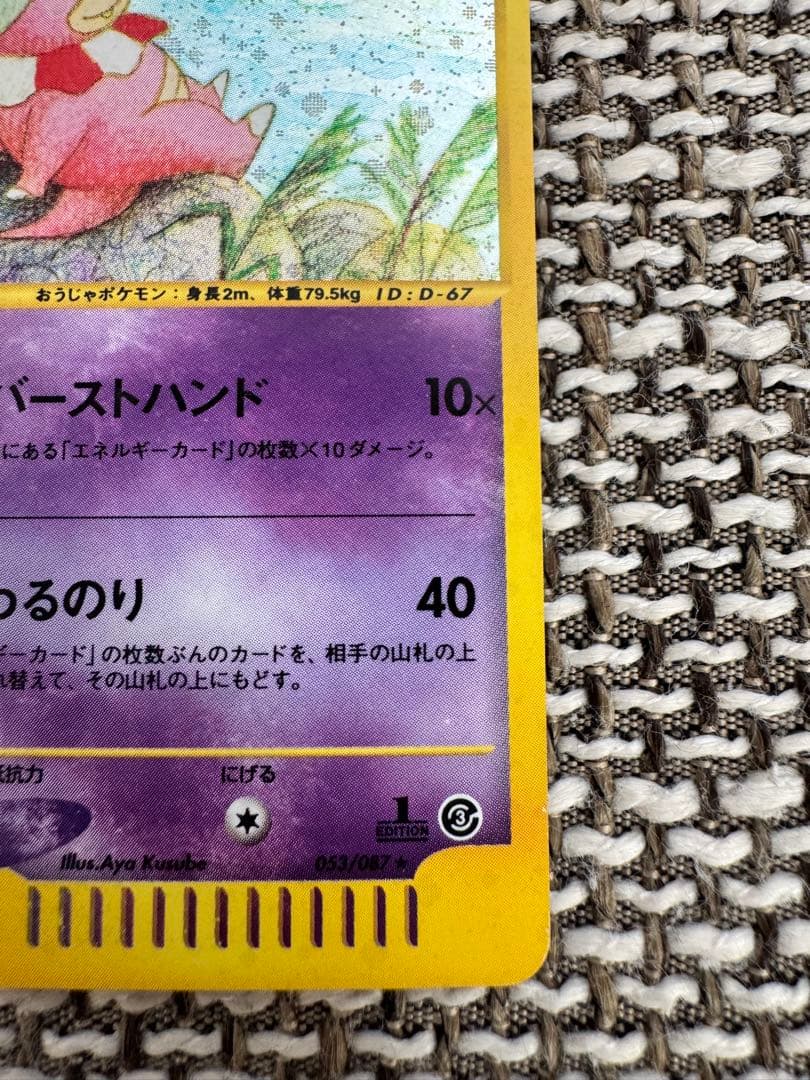 おうじゃポケモン：身長2m、体重79.5kg ID:D-67
バーストハンド 10×
にある「エネルギーカード」の枚数×10ダメージ。
わるのり 40
ギーカード」の枚数ぶんのカードを、相手の山札の上
れ替えて、その山札の上にもどす。
抵抗力 にげる
1 EDITION 3
Illus.Aya Kusube 053/087★